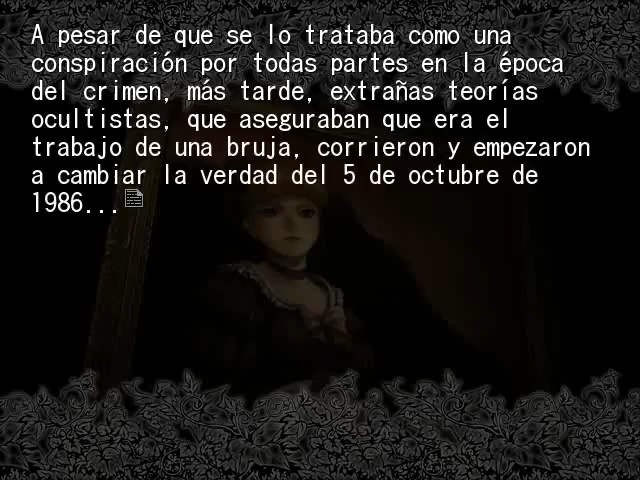 A pesar de que se lo trataba como una
conspiración por todas partes en la época
del crimen, más tarde, extrañas teorías
ocultistas, que aseguraban que era el
trabajo de una bruja, corrieron y empezaron
a cambiar la verdad del 5 de octubre de
1986...